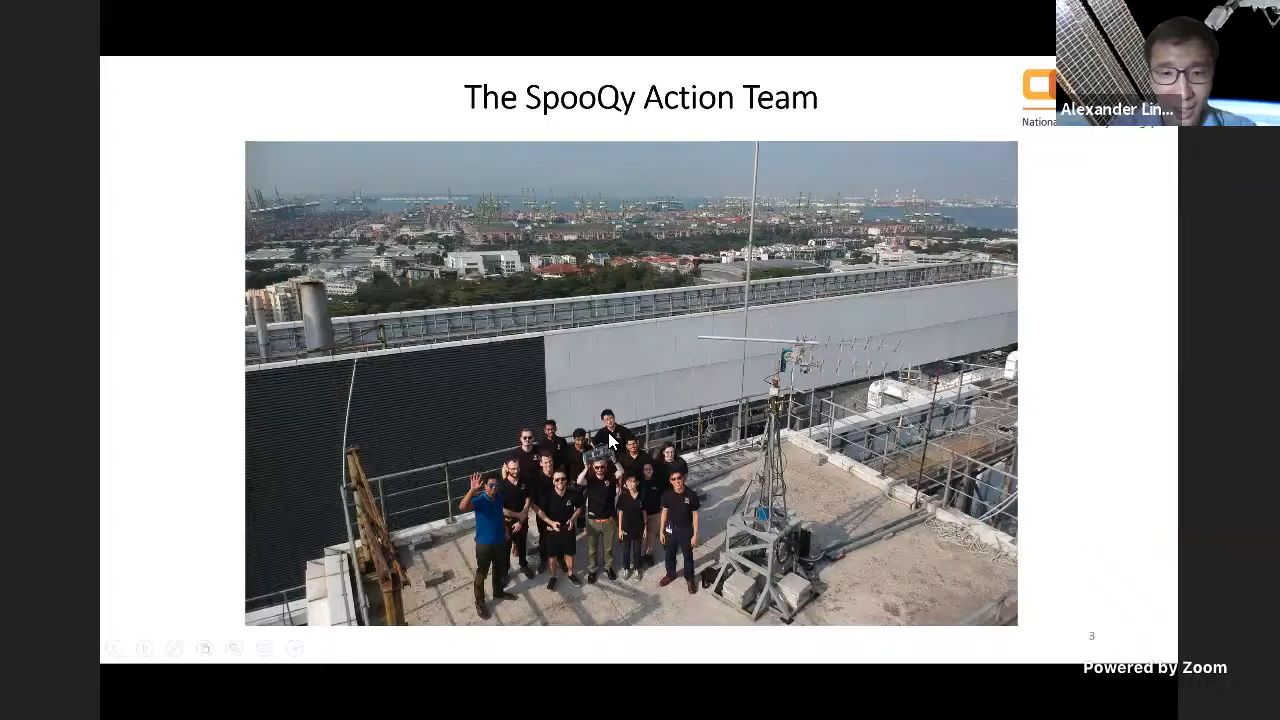 The SpooQy Action Team
Alexander Lin...
Nationa
3
Powered by Zoom